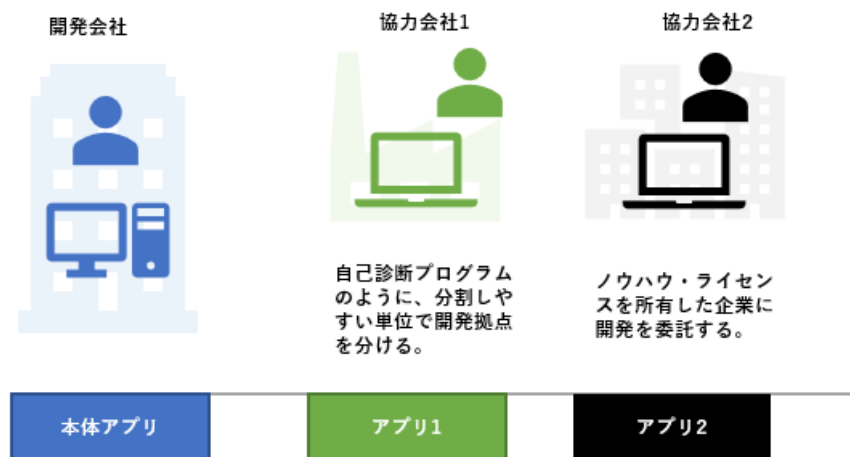 開発会社
協力会社1
協力会社2
自己診断プログラム
のように、分割しや
すい単位で開発拠点
を分ける。
ノウハウ・ライセン
スを所有した企業に
開発を委託する。
本体アプリ
アプリ1
アプリ2